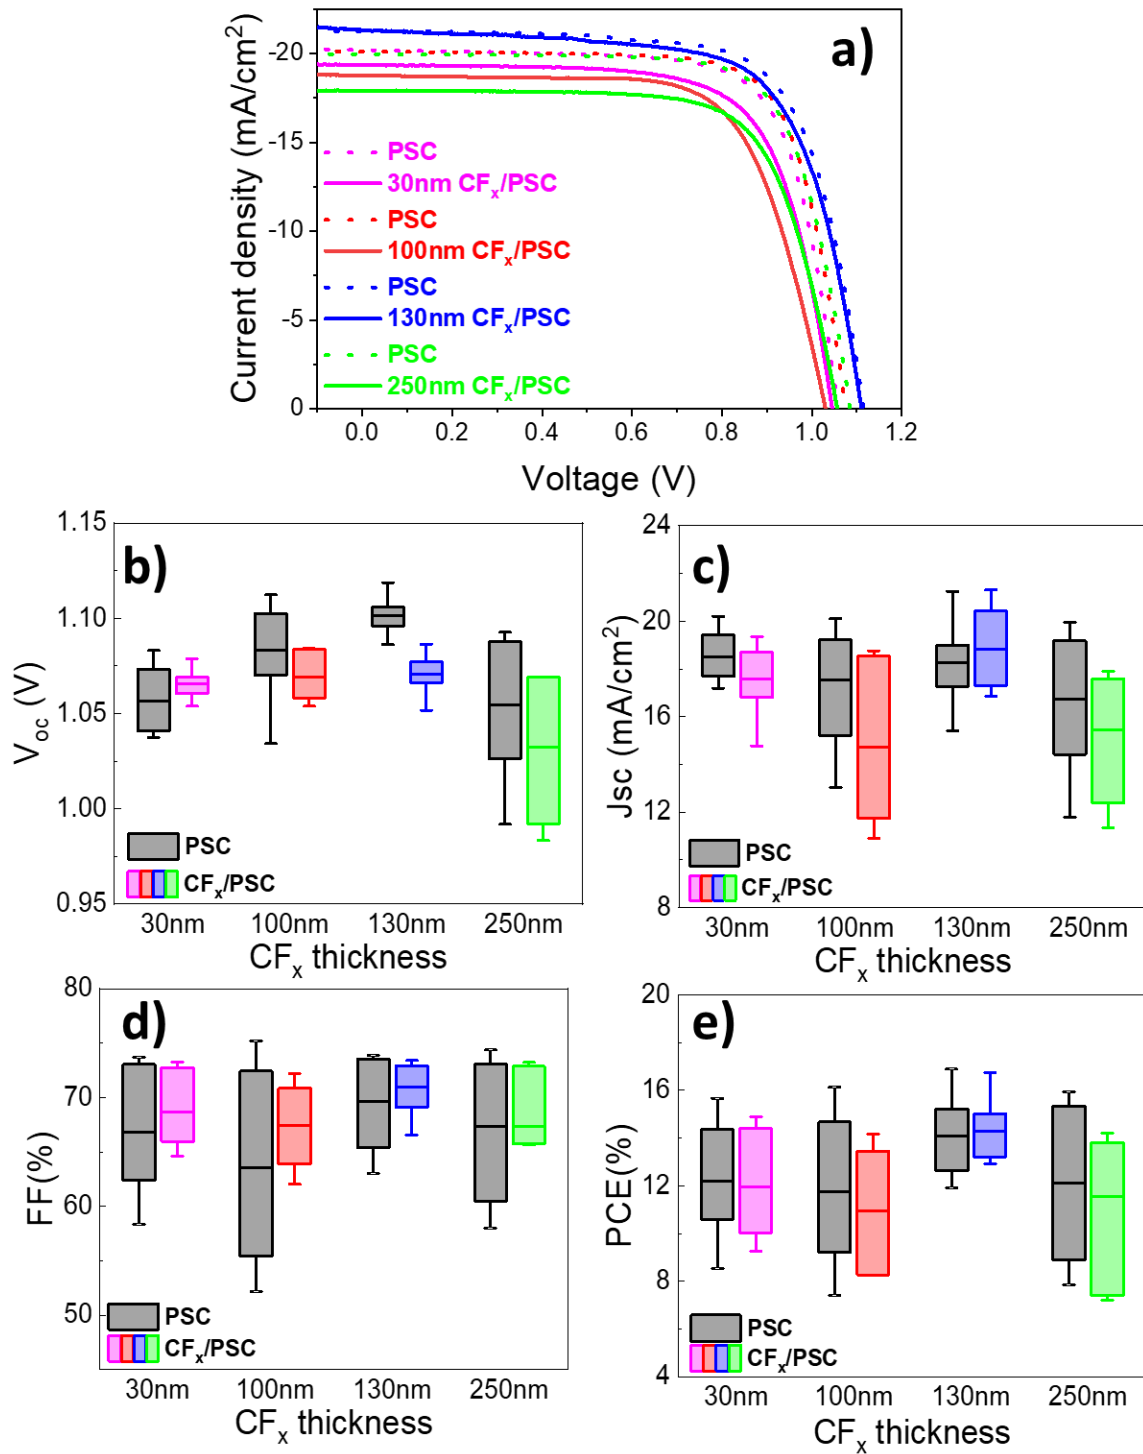 a)
Current density (mA/cm²)
-20
-15
-10
-5
0
PSC
30nm CFₓ/PSC
PSC
100nm CFₓ/PSC
PSC
130nm CFₓ/PSC
PSC
250nm CFₓ/PSC
0.0 0.2 0.4 0.6 0.8 1.0 1.2
Voltage (V)
b)
Voc (V)
1.15
1.10
1.05
1.00
0.95
PSC
CFₓ/PSC
30nm 100nm 130nm 250nm
CFₓ thickness
c)
Jsc (mA/cm²)
24
20
16
12
8
PSC
CFₓ/PSC
30nm 100nm 130nm 250nm
CFₓ thickness
d)
FF(%)
80
70
60
50
PSC
CFₓ/PSC
30nm 100nm 130nm 250nm
CFₓ thickness
e)
PCE(%)
20
16
12
8
4
PSC
CFₓ/PSC
30nm 100nm 130nm 250nm
CFₓ thickness